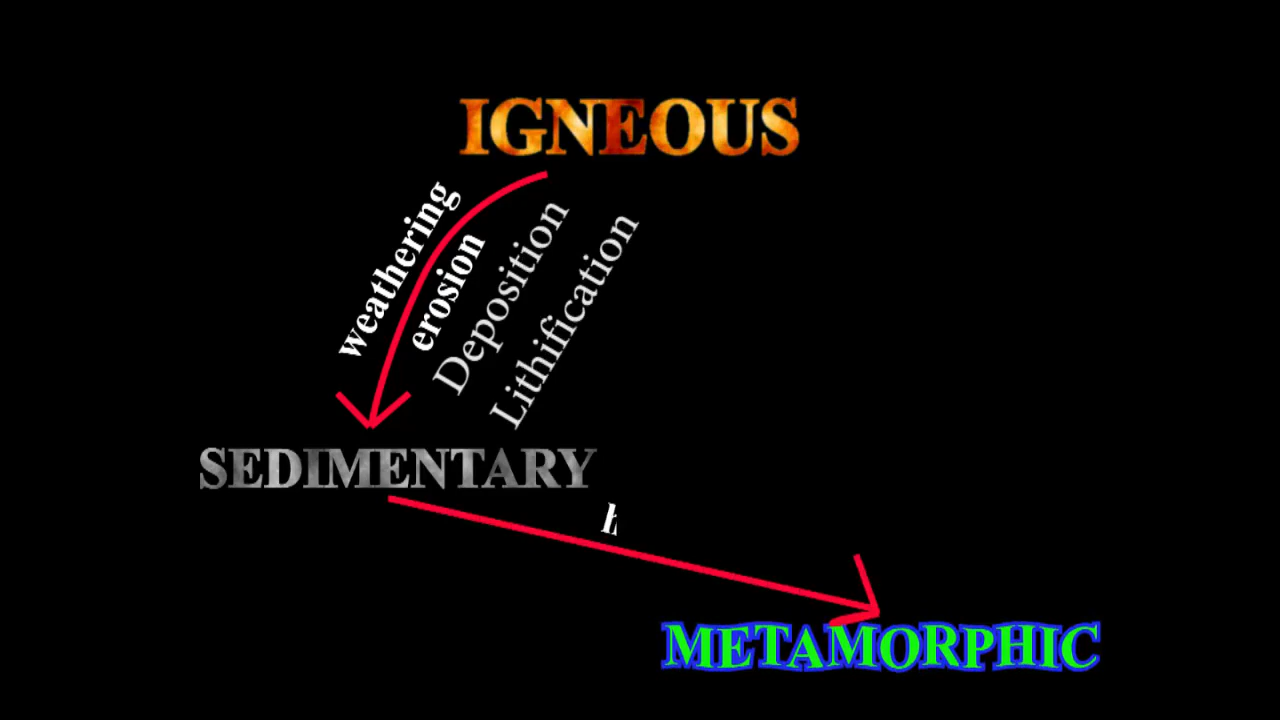 IGNEOUS
weathering
erosion
Deposition
Lithification
SEDIMENTARY
METAMORPHIC